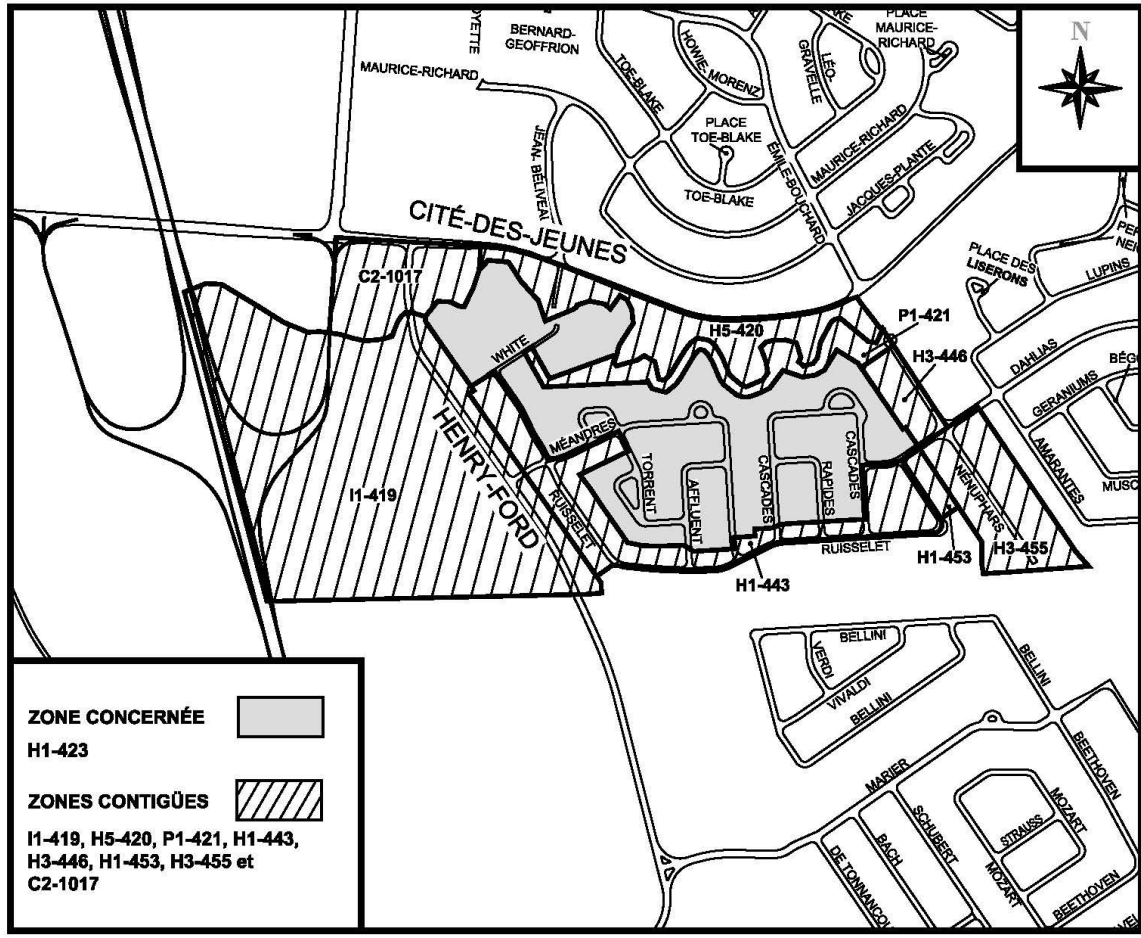 OYETTE
BERNARD-
GEOFFRION
MAURICE-RICHARD
TOE-BLAKE
HOWIE-MORENZ
LÉO-
GRAVELLE
PLACE
MAURICE-
RICHARD
N
PLACE
TOE-BLAKE
TOE-BLAKE
JEAN-BÉLIVEAU
ÉMILE-BOUCHARD
MAURICE-RICHARD
JACQUES-PLANTE
CITÉ-DES-JEUNES
PLACE DES
LISERONS
LUPINS
DAHLIAS
GERANIUMS
AMARANTES
C2-1017
H5-420
P1-421
H3-446
WHITE
HENRY-FORD
I1-419
MÉANDRES
TORRENT
AFFLUENT
CASCADES
RAPIDES
CASCADES
RUISSELET
RUISSELET
NÉNUPHARS
H1-443
H1-453
H3-455
BELLINI
VERDI
VIVALDI
BELLINI
BELLINI
MARIER
BEETHOVEN
MOZART
STRAUSS
SCHUBERT
BACH
MOZART
BEETHOVEN
DE TONNANCOU
ZONE CONCERNÉE
H1-423
ZONES CONTIGÜES
I1-419, H5-420, P1-421, H1-443,
H3-446, H1-453, H3-455 et
C2-1017